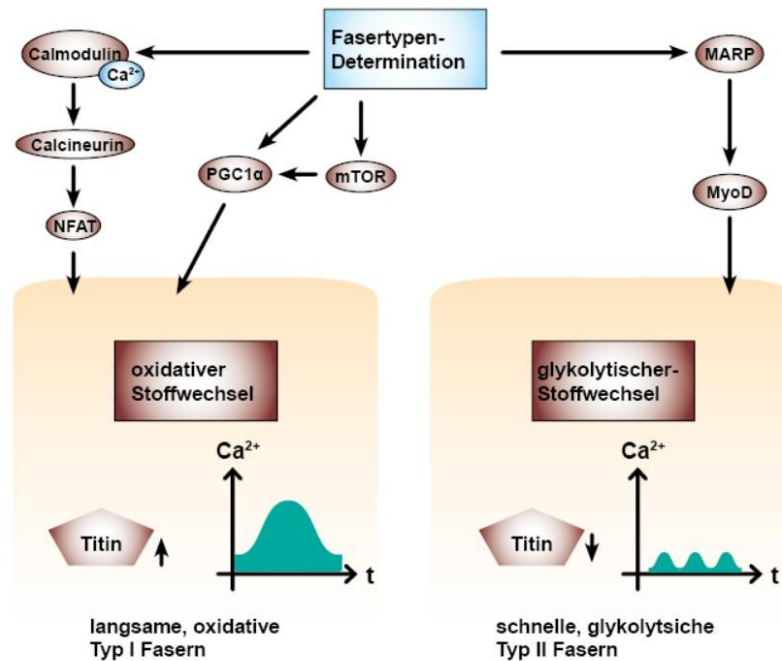 Fasertypen-
Determination
Calmodulin
Ca²⁺
MARP
Calcineurin
PGC1α
mTOR
MyoD
NFAT
oxidativer
Stoffwechsel
glykolytischer-
Stoffwechsel
Ca²⁺
Ca²⁺
Titin
t
Titin
t
langsame, oxidative
Typ I Fasern
schnelle, glykolytsiche
Typ II Fasern